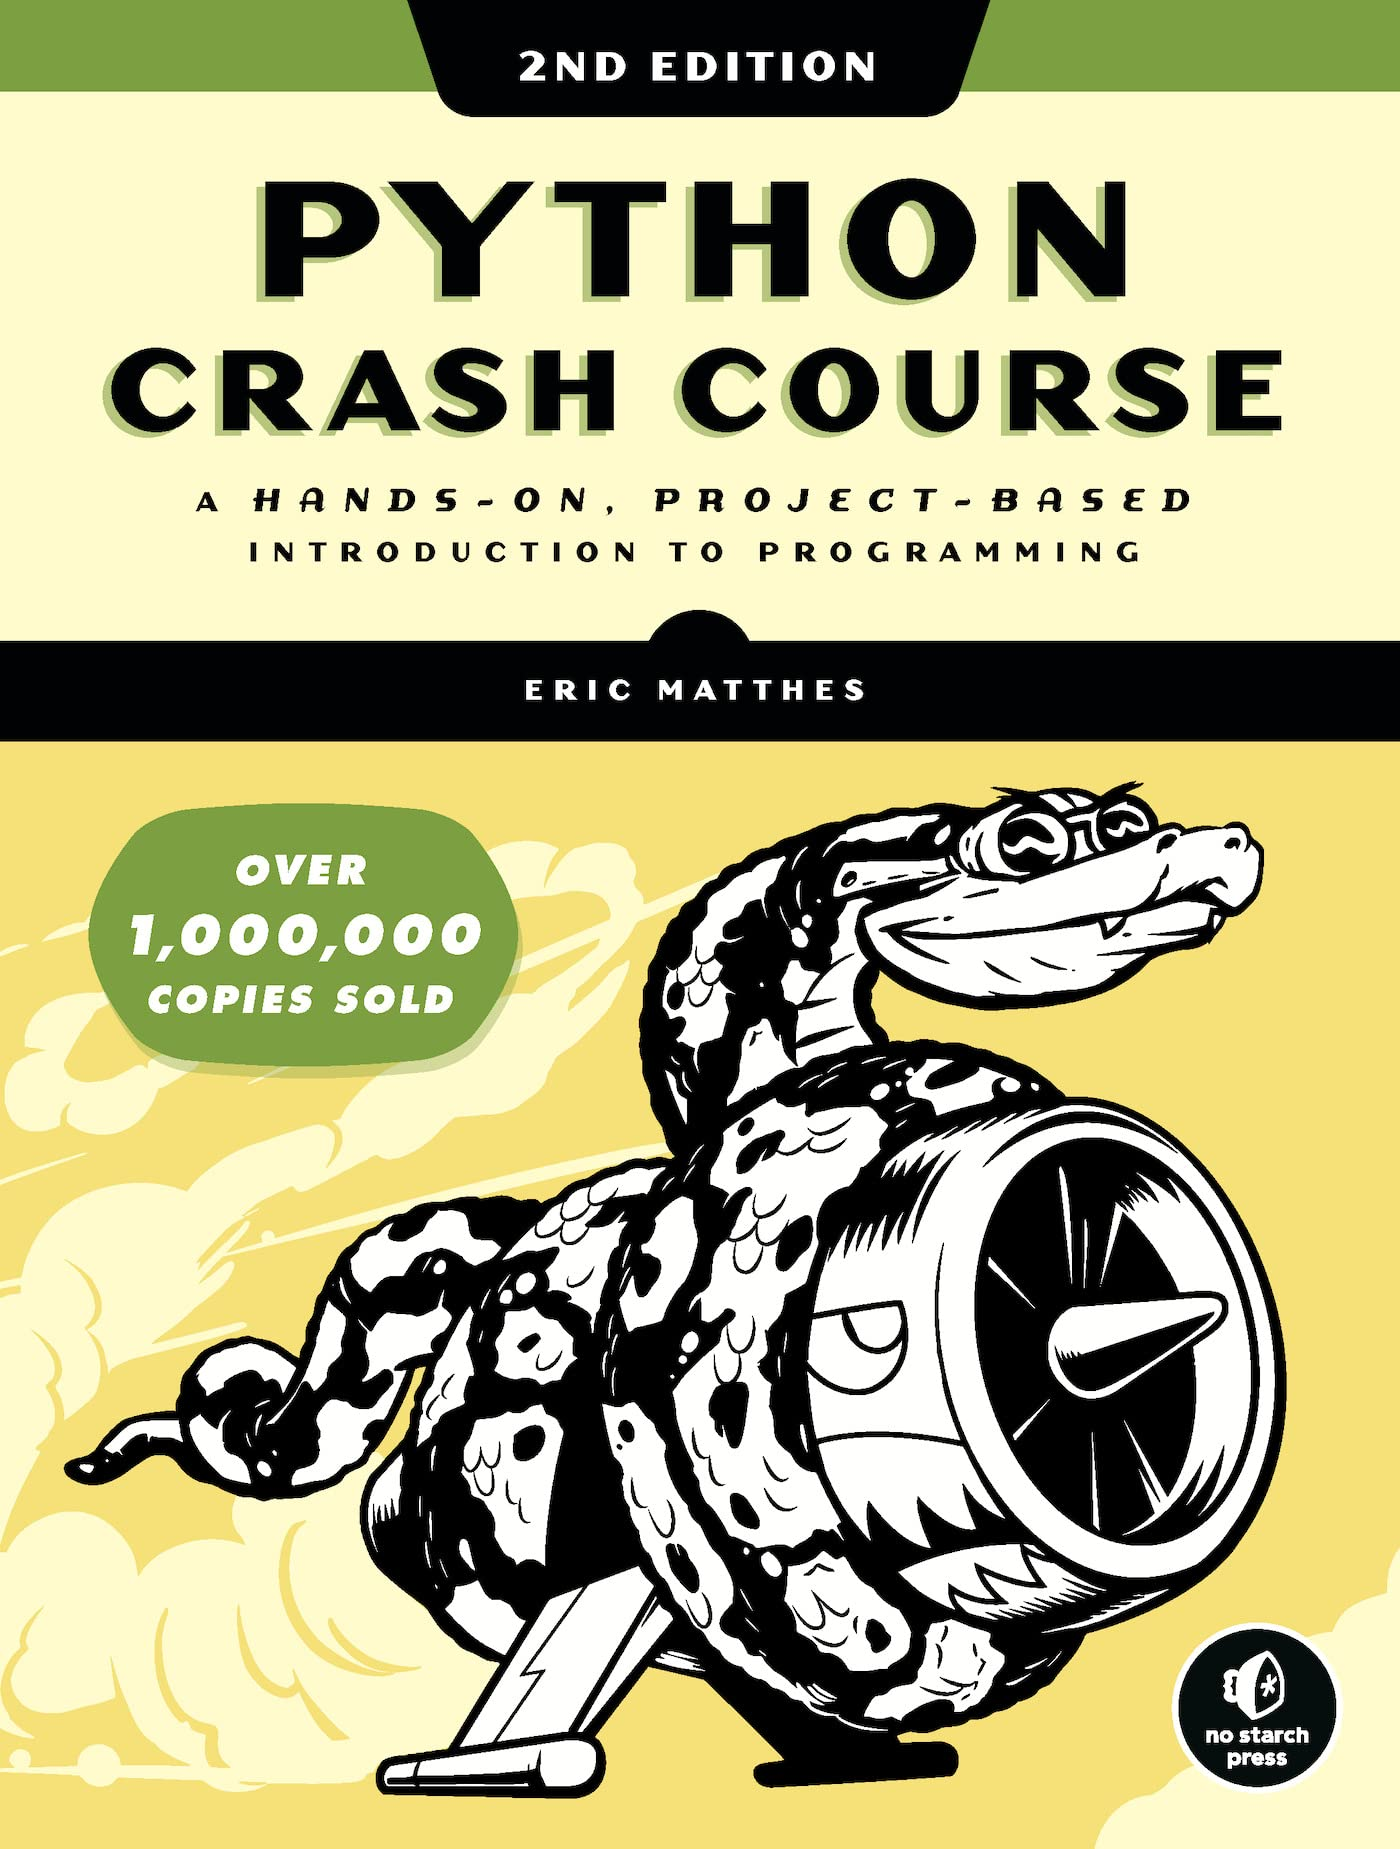 2ND EDITION
PYTHON
CRASH COURSE
A HANDS-ON, PROJECT-BASED
INTRODUCTION TO PROGRAMMING
ERIC MATTHES
OVER
1,000,000
COPIES SOLD
no starch
press